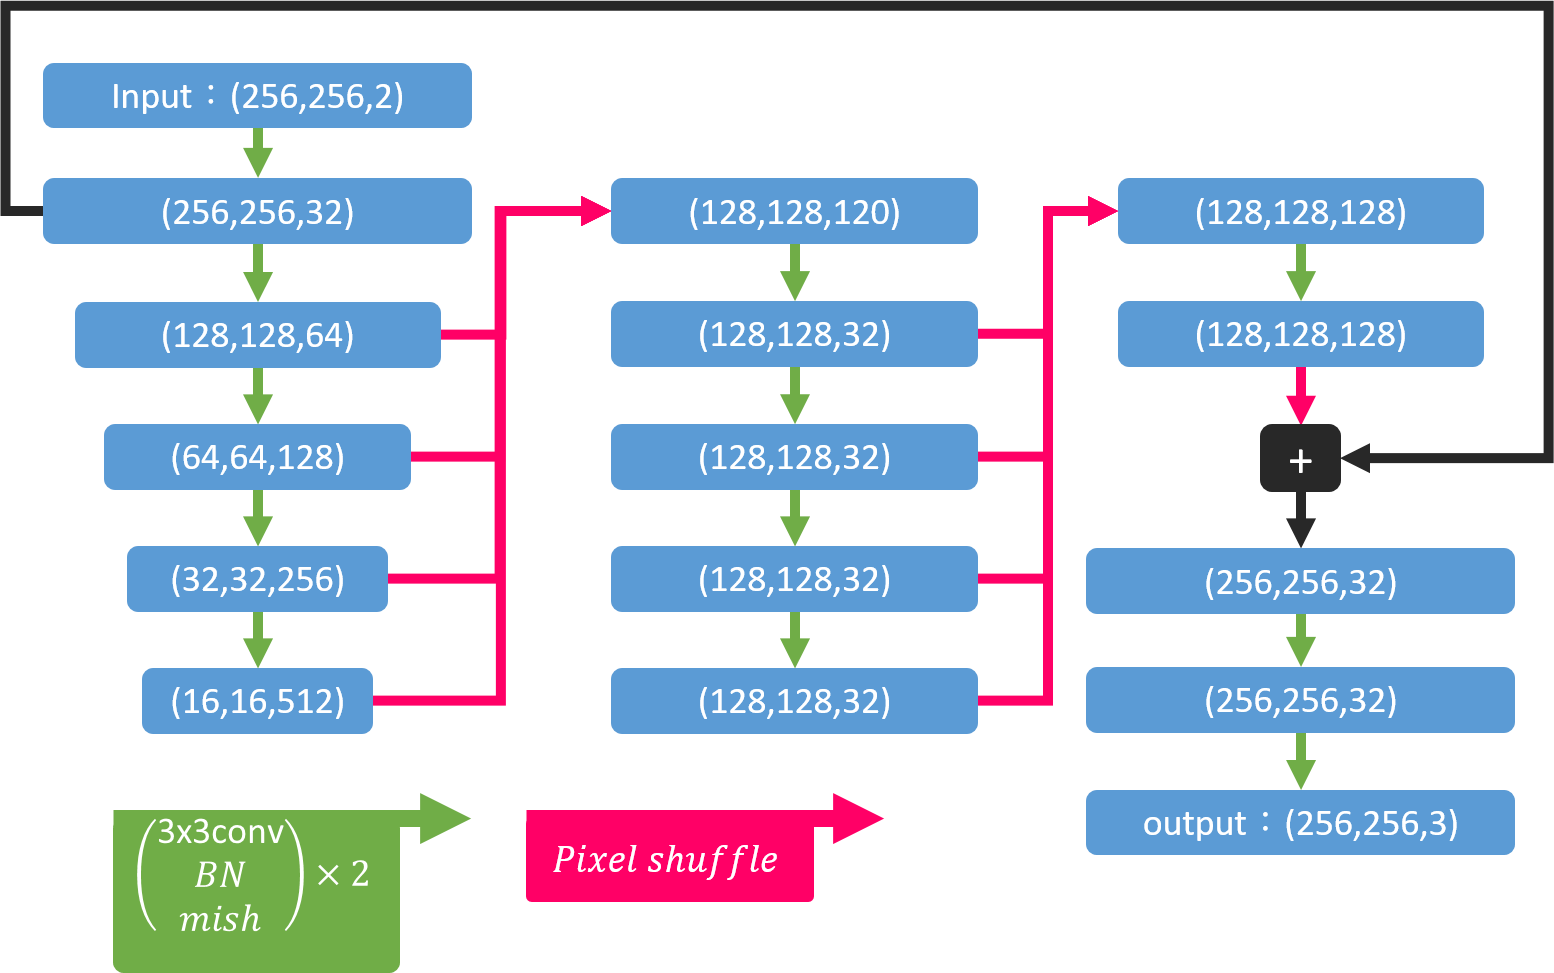 Input：(256,256,2)
(256,256,32)
(128,128,64)
(64,64,128)
(32,32,256)
(16,16,512)
(128,128,120)
(128,128,32)
(128,128,32)
(128,128,32)
(128,128,32)
(128,128,128)
(128,128,128)
+
(256,256,32)
(256,256,32)
output：(256,256,3)
3x3conv
BN
mish
× 2
Pixel shuffle